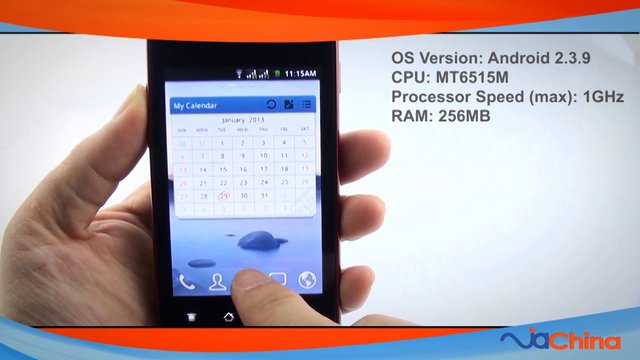 OS Version: Android 2.3.9
CPU: MT6515M
Processor Speed (max): 1GHz
RAM: 256MB
11:15AM
My Calendar
January 2013
SUN MON TUE WED THU FRI SAT
30 31 1 2 3 4 5
6 7 8 9 10 11 12
13 14 15 16 17 18 19
20 21 22 23 24 25 26
27 28 29 30 31
ViaChina